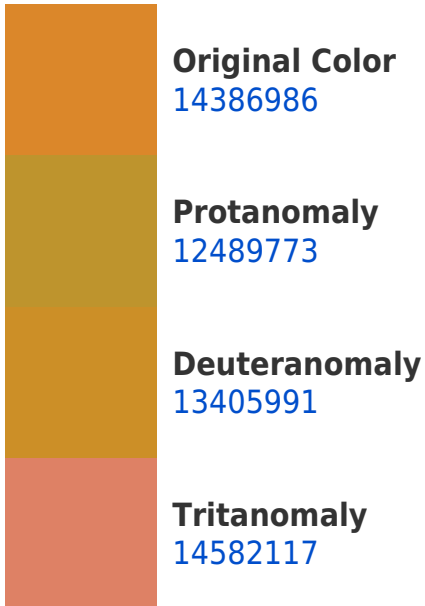 Original Color
14386986
Protanomaly
12489773
Deuteranomaly
13405991
Tritanomaly
14582117